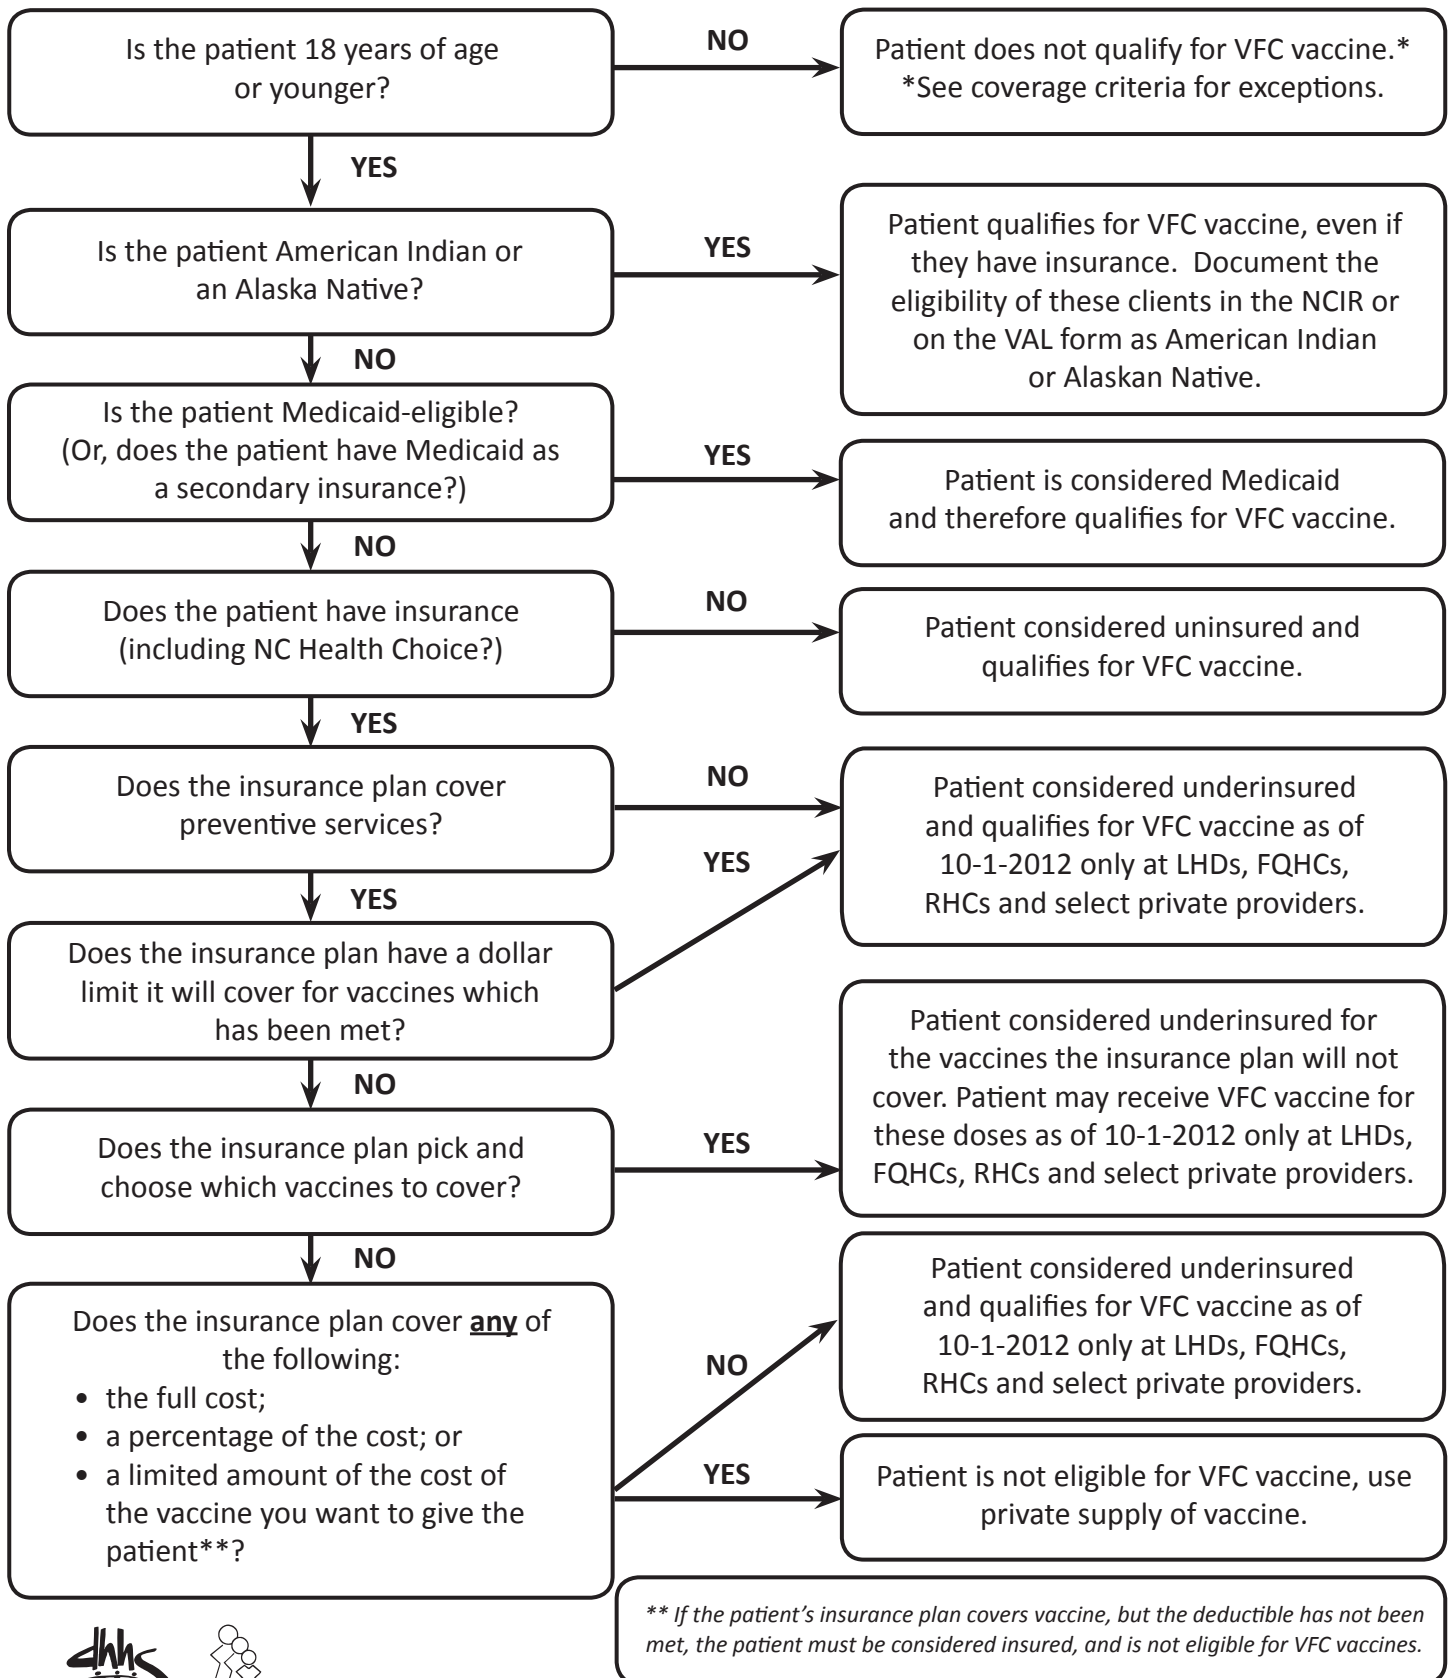 Is the patient 18 years of age
or younger?
NO
Patient does not qualify for VFC vaccine.*
*See coverage criteria for exceptions.
YES
Is the patient American Indian or
an Alaska Native?
YES
Patient qualifies for VFC vaccine, even if
they have insurance.  Document the
eligibility of these clients in the NCIR or
on the VAL form as American Indian
or Alaskan Native.
NO
Is the patient Medicaid-eligible?
(Or, does the patient have Medicaid as
a secondary insurance?)
YES
Patient is considered Medicaid
and therefore qualifies for VFC vaccine.
NO
Does the patient have insurance
(including NC Health Choice?)
NO
Patient considered uninsured and
qualifies for VFC vaccine.
YES
Does the insurance plan cover
preventive services?
NO
Patient considered underinsured
and qualifies for VFC vaccine as of
10-1-2012 only at LHDs, FQHCs,
RHCs and select private providers.
YES
YES
Does the insurance plan have a dollar
limit it will cover for vaccines which
has been met?
NO
Does the insurance plan pick and
choose which vaccines to cover?
YES
Patient considered underinsured for
the vaccines the insurance plan will not
cover. Patient may receive VFC vaccine for
these doses as of 10-1-2012 only at LHDs,
FQHCs, RHCs and select private providers.
NO
Does the insurance plan cover any of
the following:
• the full cost;
• a percentage of the cost; or
• a limited amount of the cost of
the vaccine you want to give the
patient**?
NO
Patient considered underinsured
and qualifies for VFC vaccine as of
10-1-2012 only at LHDs, FQHCs,
RHCs and select private providers.
YES
Patient is not eligible for VFC vaccine, use
private supply of vaccine.
** If the patient's insurance plan covers vaccine, but the deductible has not been
met, the patient must be considered insured, and is not eligible for VFC vaccines.
dhhs